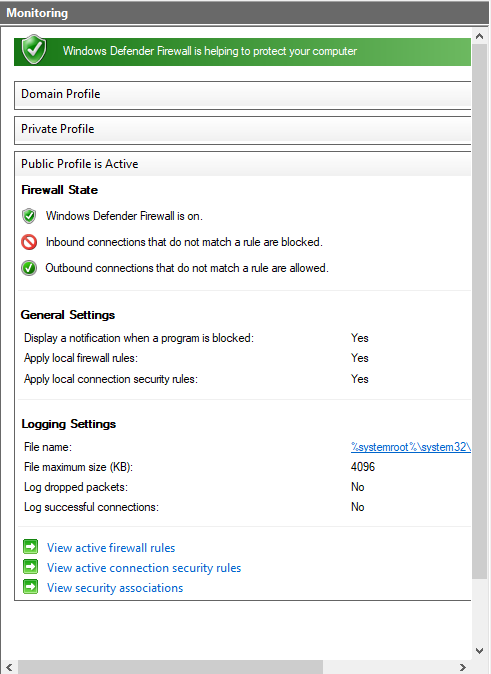 Monitoring
Windows Defender Firewall is helping to protect your computer
Domain Profile
Private Profile
Public Profile is Active
Firewall State
Windows Defender Firewall is on.
Inbound connections that do not match a rule are blocked.
Outbound connections that do not match a rule are allowed.
General Settings
Display a notification when a program is blocked: Yes
Apply local firewall rules: Yes
Apply local connection security rules: Yes
Logging Settings
File name: %systemroot%\system32\
File maximum size (KB): 4096
Log dropped packets: No
Log successful connections: No
View active firewall rules
View active connection security rules
View security associations